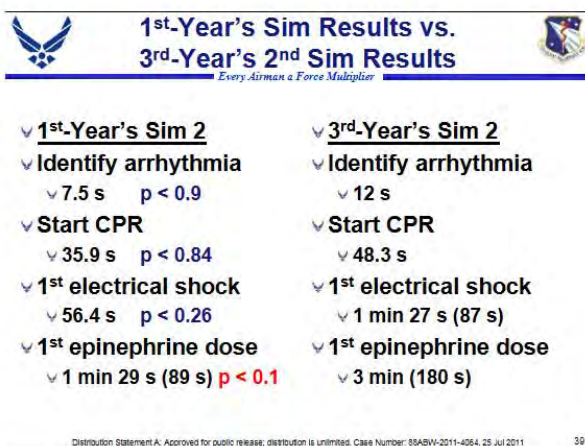 1st-Year's Sim Results vs.
3rd-Year's 2nd Sim Results
Every Airman a Force Multiplier
1st-Year's Sim 2
Identify arrhythmia
7.5 s p < 0.9
Start CPR
35.9 s p < 0.84
1st electrical shock
56.4 s p < 0.26
1st epinephrine dose
1 min 29 s (89 s) p < 0.1
3rd-Year's Sim 2
Identify arrhythmia
12 s
Start CPR
48.3 s
1st electrical shock
1 min 27 s (87 s)
1st epinephrine dose
3 min (180 s)
Distribution Statement A: Approved for public release; distribution is unlimited. Case Number: 88ABW-2011-4064, 25 Jul 2011
39